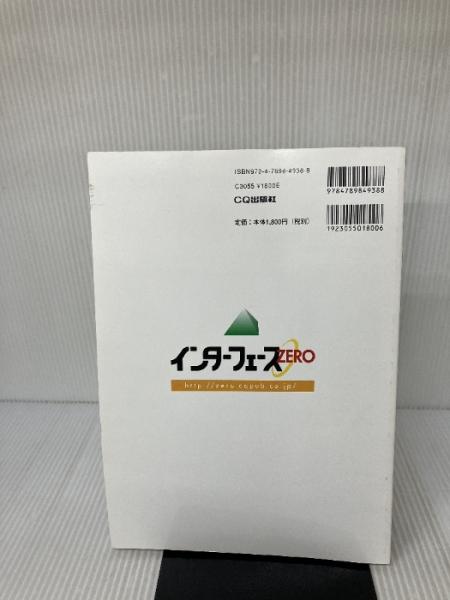 ISBN978-4-7898-4938-8
C3055 ¥1800E
CQ出版社
定価：本体1,800円（税別）
9784789849388
1923055018006
インターフェースZERO
http://zero.cqpub.co.jp/